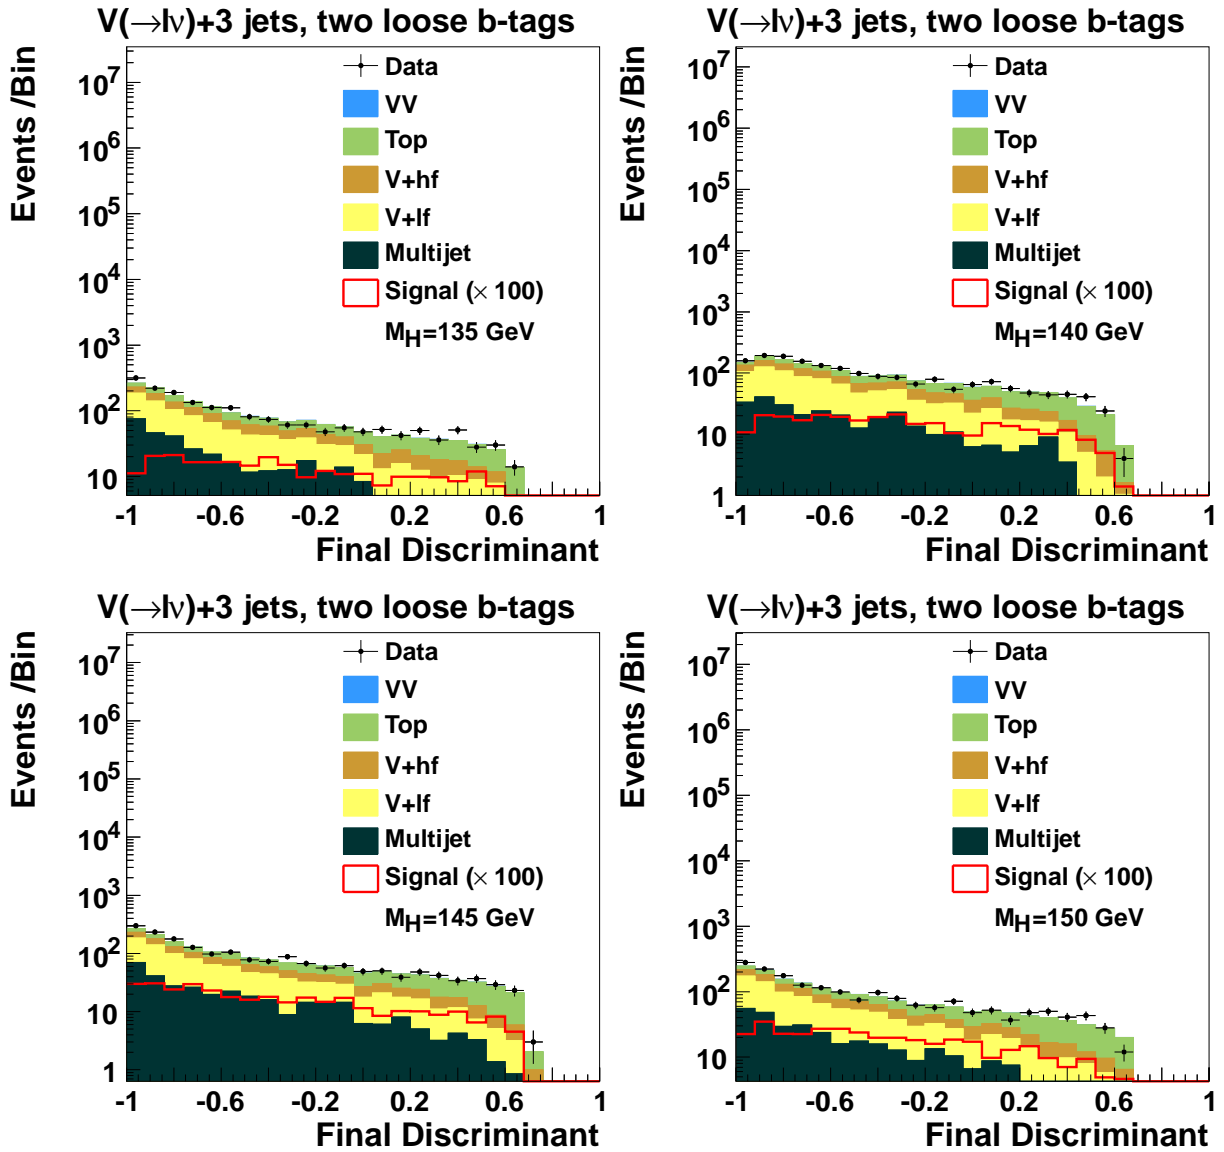 V(→lν)+3 jets, two loose b-tags
Events /Bin
10^7
10^6
10^5
10^4
10^3
10^2
10
Data
VV
Top
V+hf
V+lf
Multijet
Signal (× 100)
M_H=135 GeV
-1 -0.6 -0.2 0.2 0.6 1
Final Discriminant
V(→lν)+3 jets, two loose b-tags
Events /Bin
10^7
10^6
10^5
10^4
10^3
10^2
10
1
Data
VV
Top
V+hf
V+lf
Multijet
Signal (× 100)
M_H=140 GeV
-1 -0.6 -0.2 0.2 0.6 1
Final Discriminant
V(→lν)+3 jets, two loose b-tags
Events /Bin
10^7
10^6
10^5
10^4
10^3
10^2
10
1
Data
VV
Top
V+hf
V+lf
Multijet
Signal (× 100)
M_H=145 GeV
-1 -0.6 -0.2 0.2 0.6 1
Final Discriminant
V(→lν)+3 jets, two loose b-tags
Events /Bin
10^7
10^6
10^5
10^4
10^3
10^2
10
Data
VV
Top
V+hf
V+lf
Multijet
Signal (× 100)
M_H=150 GeV
-1 -0.6 -0.2 0.2 0.6 1
Final Discriminant